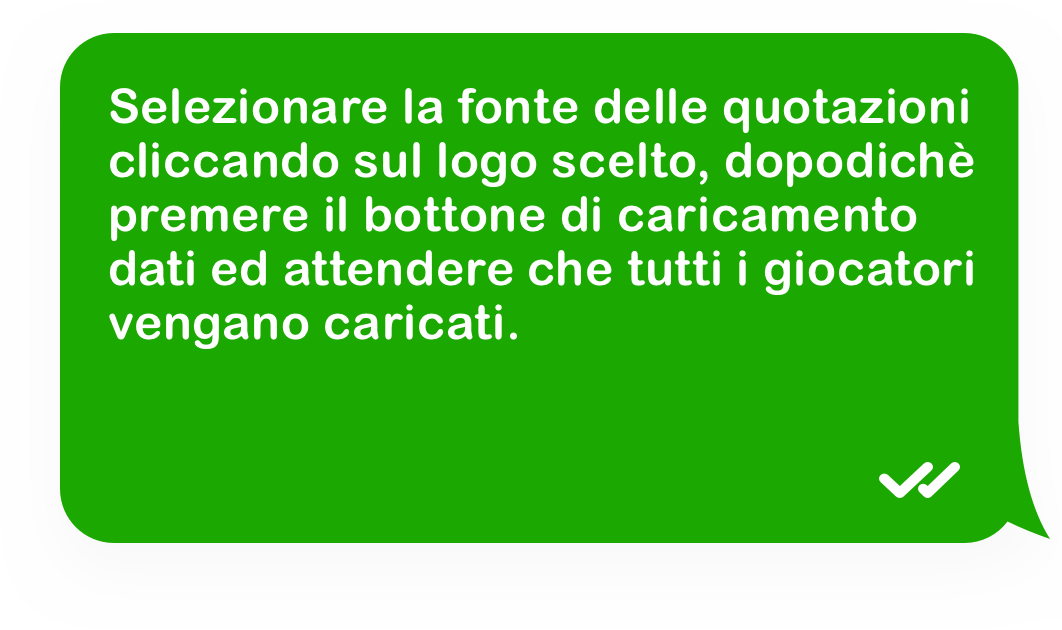 Selezionare la fonte delle quotazioni
cliccando sul logo scelto, dopodichè
premere il bottone di caricamento
dati ed attendere che tutti i giocatori
vengano caricati.